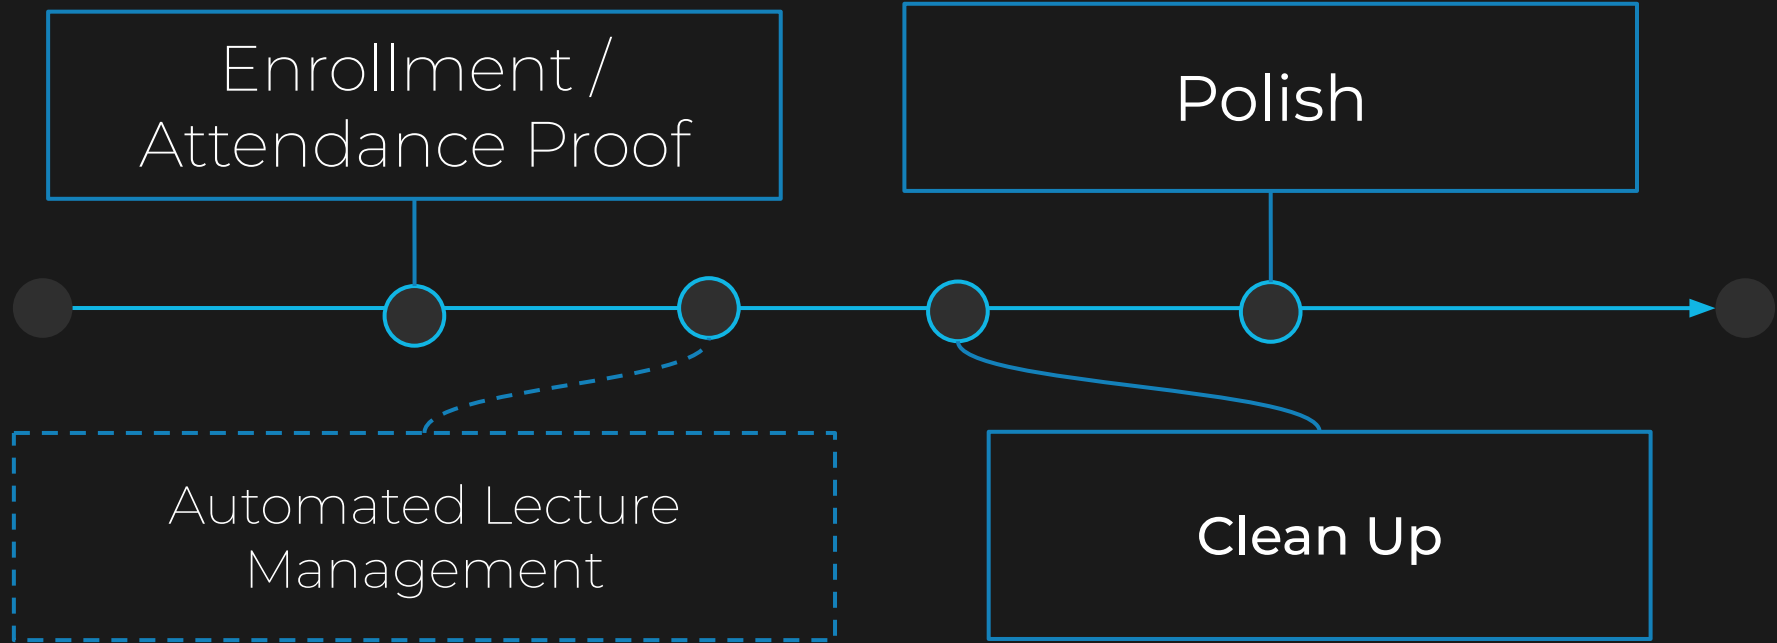 Enrollment /
Attendance Proof
Polish
Automated Lecture
Management
Clean Up